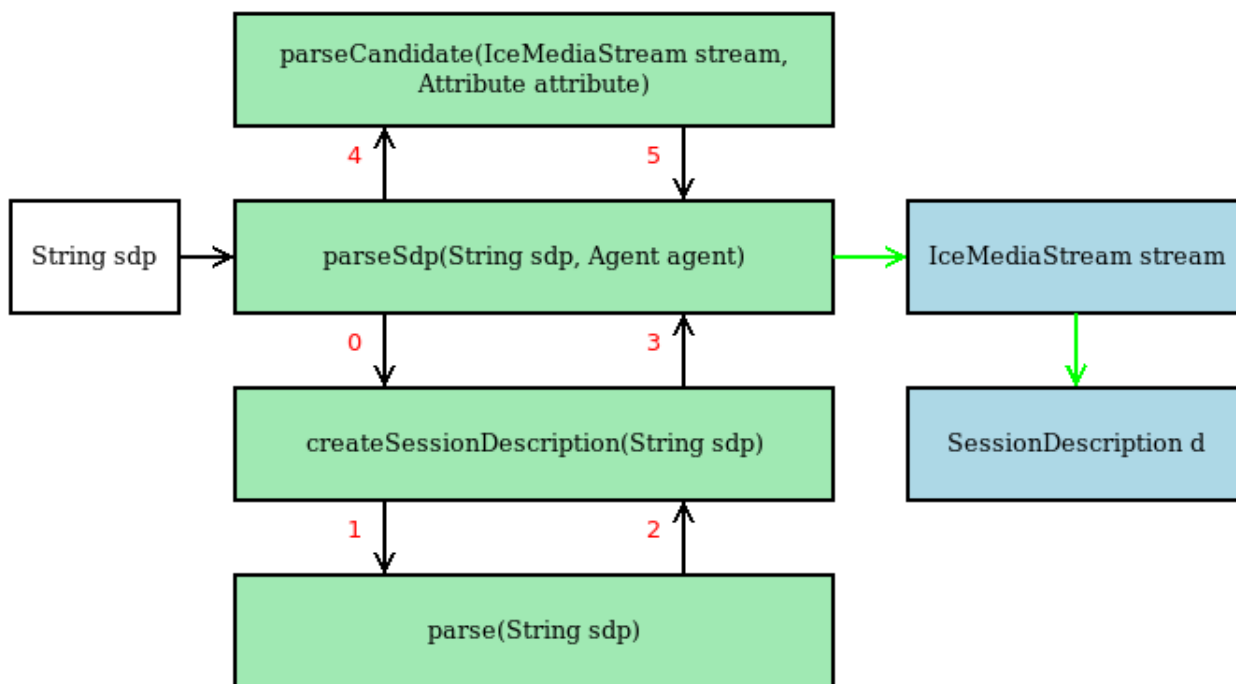 parseCandidate(IceMediaStream stream,
Attribute attribute)
4
5
String sdp
parseSdp(String sdp, Agent agent)
IceMediaStream stream
0
3
createSessionDescription(String sdp)
SessionDescription d
1
2
parse(String sdp)